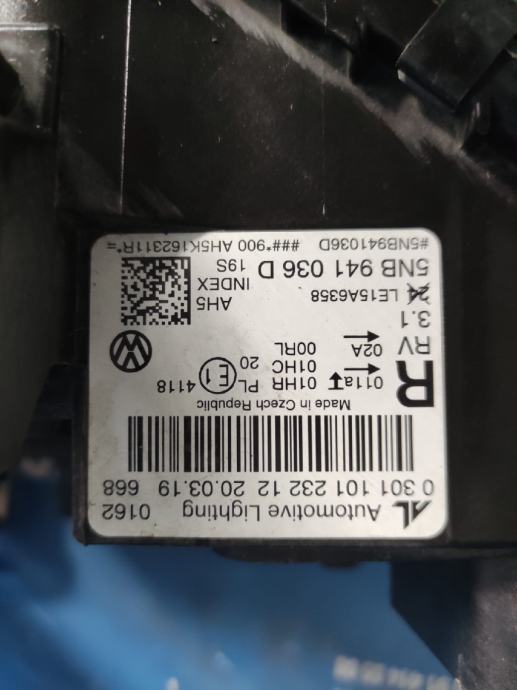 AL Automotive Lighting 0162
0 301 101 232 12 20.03.19 668
Made in Czech Republic
R 011a 01HR PL E1 4118
01HC 20
RV 02A 00RL
3.1
24 LE15A6358
AH5
INDEX
5NB 941 036 D 19S
#5NB941036D ###*900 AH5K162311R*=